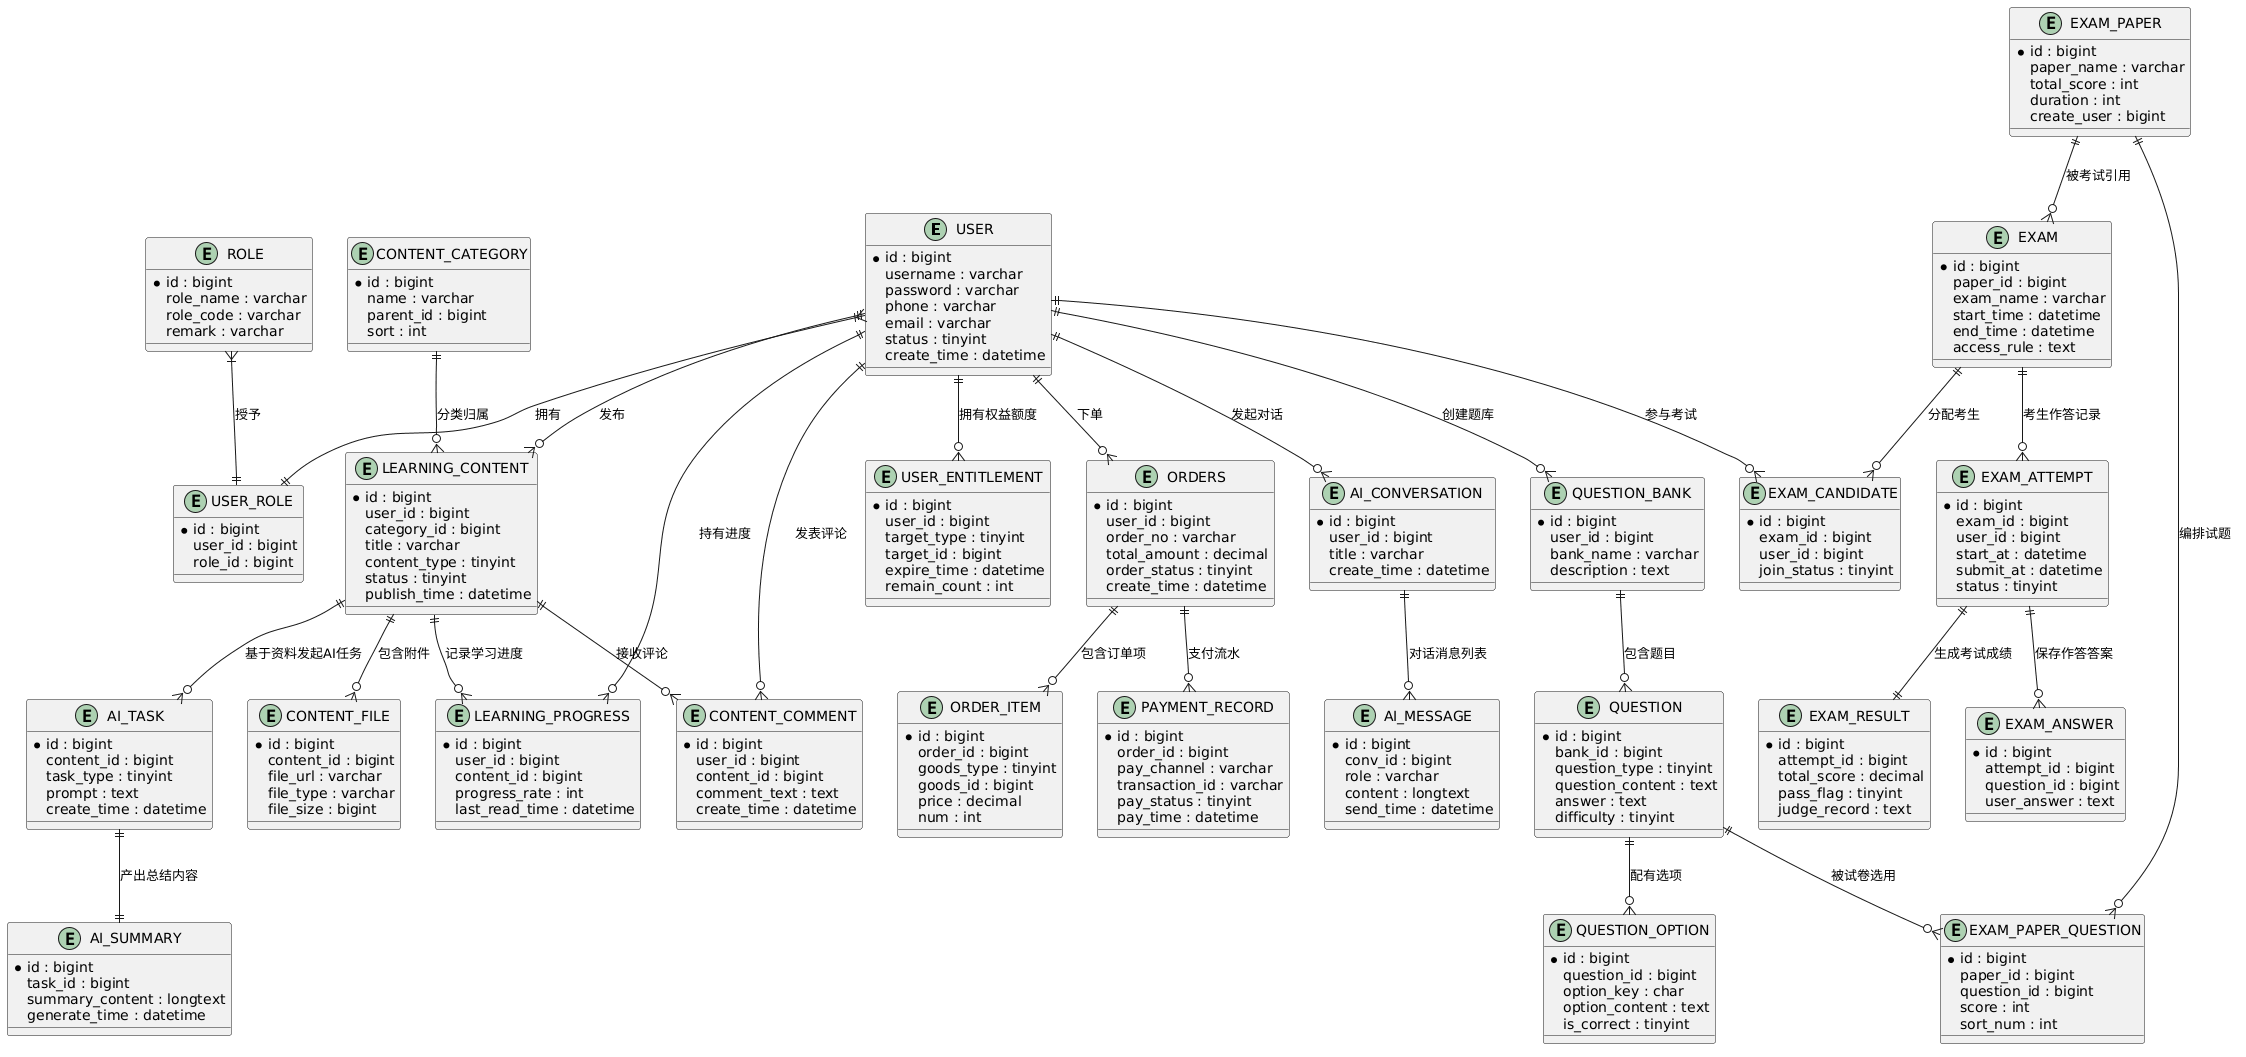 EXAM_PAPER
id : bigint
paper_name : varchar
total_score : int
duration : int
create_user : bigint
被考试引用
ROLE
id : bigint
role_name : varchar
role_code : varchar
remark : varchar
CONTENT_CATEGORY
id : bigint
name : varchar
parent_id : bigint
sort : int
USER
id : bigint
username : varchar
password : varchar
phone : varchar
email : varchar
status : tinyint
create_time : datetime
EXAM
id : bigint
paper_id : bigint
exam_name : varchar
start_time : datetime
end_time : datetime
access_rule : text
授予
分类归属
拥有
发布
拥有权益额度
下单
发起对话
创建题库
参与考试
分配考生
考生作答记录
USER_ROLE
id : bigint
user_id : bigint
role_id : bigint
LEARNING_CONTENT
id : bigint
user_id : bigint
category_id : bigint
title : varchar
content_type : tinyint
status : tinyint
publish_time : datetime
持有进度
发表评论
USER_ENTITLEMENT
id : bigint
user_id : bigint
target_type : tinyint
target_id : bigint
expire_time : datetime
remain_count : int
ORDERS
id : bigint
user_id : bigint
order_no : varchar
total_amount : decimal
order_status : tinyint
create_time : datetime
AI_CONVERSATION
id : bigint
user_id : bigint
title : varchar
create_time : datetime
QUESTION_BANK
id : bigint
user_id : bigint
bank_name : varchar
description : text
EXAM_CANDIDATE
id : bigint
exam_id : bigint
user_id : bigint
join_status : tinyint
EXAM_ATTEMPT
id : bigint
exam_id : bigint
user_id : bigint
start_at : datetime
submit_at : datetime
status : tinyint
编排试题
基于资料发起AI任务
包含附件
记录学习进度
接收评论
包含订单项
支付流水
对话消息列表
包含题目
生成考试成绩
保存作答答案
AI_TASK
id : bigint
content_id : bigint
task_type : tinyint
prompt : text
create_time : datetime
CONTENT_FILE
id : bigint
content_id : bigint
file_url : varchar
file_type : varchar
file_size : bigint
LEARNING_PROGRESS
id : bigint
user_id : bigint
content_id : bigint
progress_rate : int
last_read_time : datetime
CONTENT_COMMENT
id : bigint
user_id : bigint
content_id : bigint
comment_text : text
create_time : datetime
ORDER_ITEM
id : bigint
order_id : bigint
goods_type : tinyint
goods_id : bigint
price : decimal
num : int
PAYMENT_RECORD
id : bigint
order_id : bigint
pay_channel : varchar
transaction_id : varchar
pay_status : tinyint
pay_time : datetime
AI_MESSAGE
id : bigint
conv_id : bigint
role : varchar
content : longtext
send_time : datetime
QUESTION
id : bigint
bank_id : bigint
question_type : tinyint
question_content : text
answer : text
difficulty : tinyint
EXAM_RESULT
id : bigint
attempt_id : bigint
total_score : decimal
pass_flag : tinyint
judge_record : text
EXAM_ANSWER
id : bigint
attempt_id : bigint
question_id : bigint
user_answer : text
产出总结内容
配有选项
被试卷选用
AI_SUMMARY
id : bigint
task_id : bigint
summary_content : longtext
generate_time : datetime
QUESTION_OPTION
id : bigint
question_id : bigint
option_key : char
option_content : text
is_correct : tinyint
EXAM_PAPER_QUESTION
id : bigint
paper_id : bigint
question_id : bigint
score : int
sort_num : int